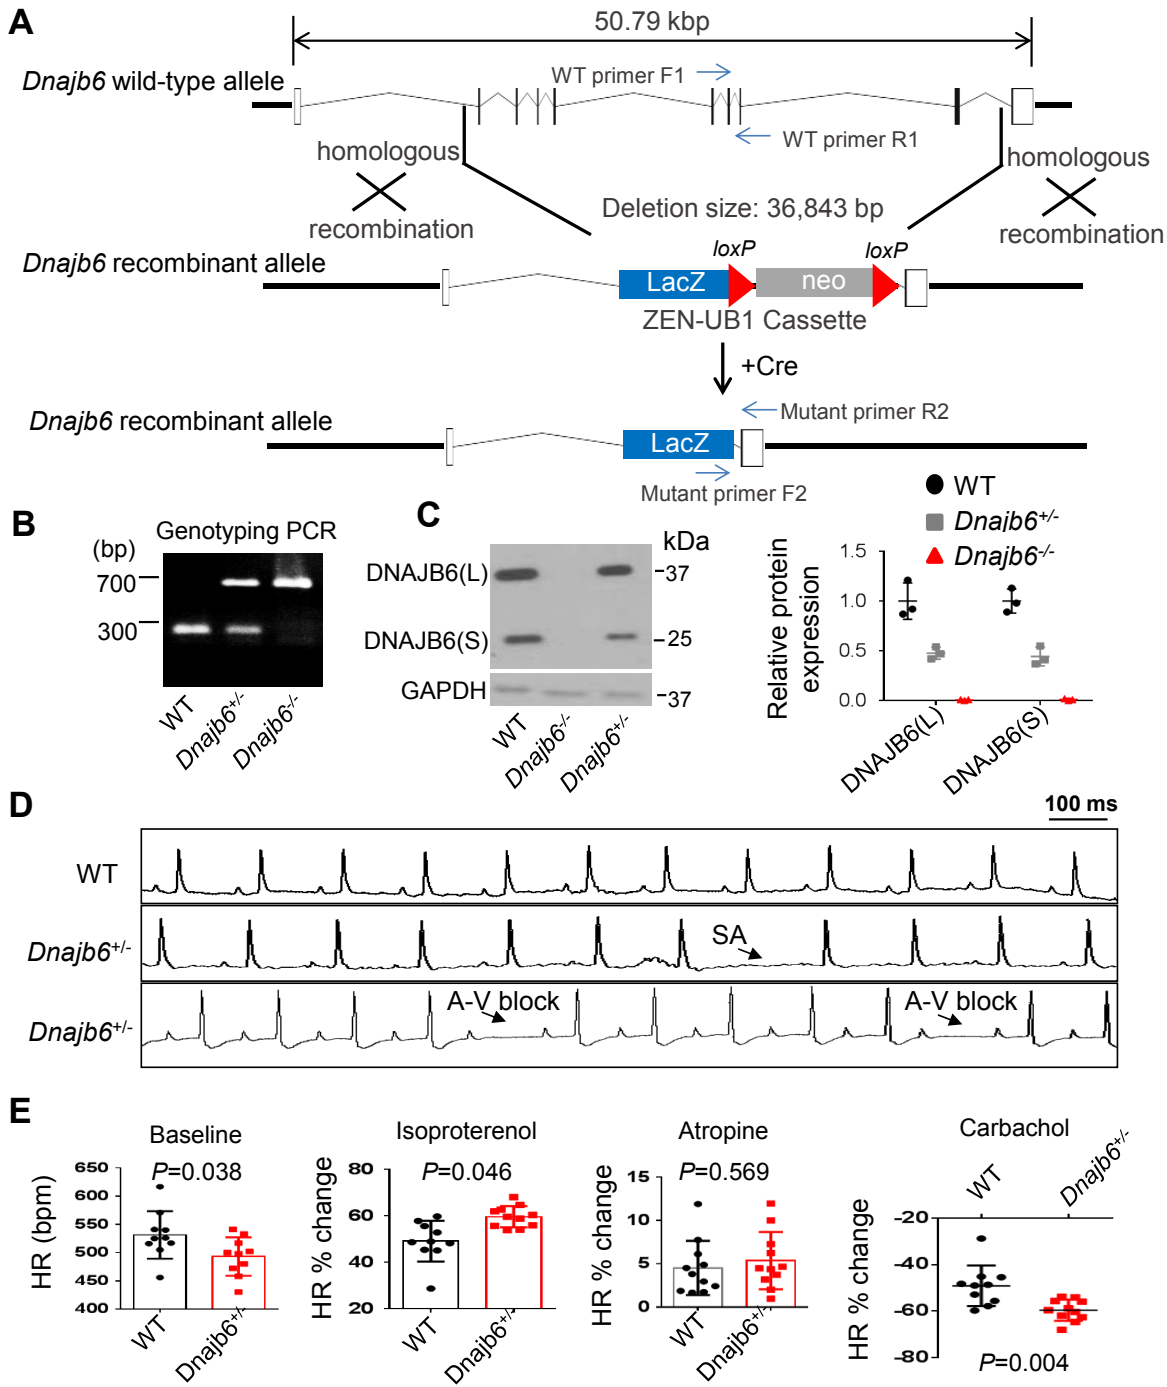 A
50.79 kbp
Dnajb6 wild-type allele
WT primer F1
WT primer R1
homologous
recombination
homologous
recombination
Deletion size: 36,843 bp
Dnajb6 recombinant allele
loxP
loxP
LacZ
neo
ZEN-UB1 Cassette
+Cre
Dnajb6 recombinant allele
Mutant primer R2
LacZ
Mutant primer F2
B
Genotyping PCR
(bp)
700
300
WT
Dnajb6+/-
Dnajb6-/-
C
kDa
DNAJB6(L)
-37
DNAJB6(S)
-25
GAPDH
-37
WT
Dnajb6-/-
Dnajb6+/-
WT
Dnajb6+/-
Dnajb6-/-
Relative protein
expression
1.5
1.0
0.5
0.0
DNAJB6(L)
DNAJB6(S)
D
100 ms
WT
Dnajb6+/-
SA
Dnajb6+/-
A-V block
A-V block
E
Baseline
P=0.038
HR (bpm)
650
600
550
500
450
400
WT
Dnajb6+/-
Isoproterenol
P=0.046
HR % change
80
60
40
20
WT
Dnajb6+/-
Atropine
P=0.569
HR % change
15
10
5
0
WT
Dnajb6+/-
Carbachol
WT
Dnajb6+/-
HR % change
-20
-40
-60
-80
P=0.004